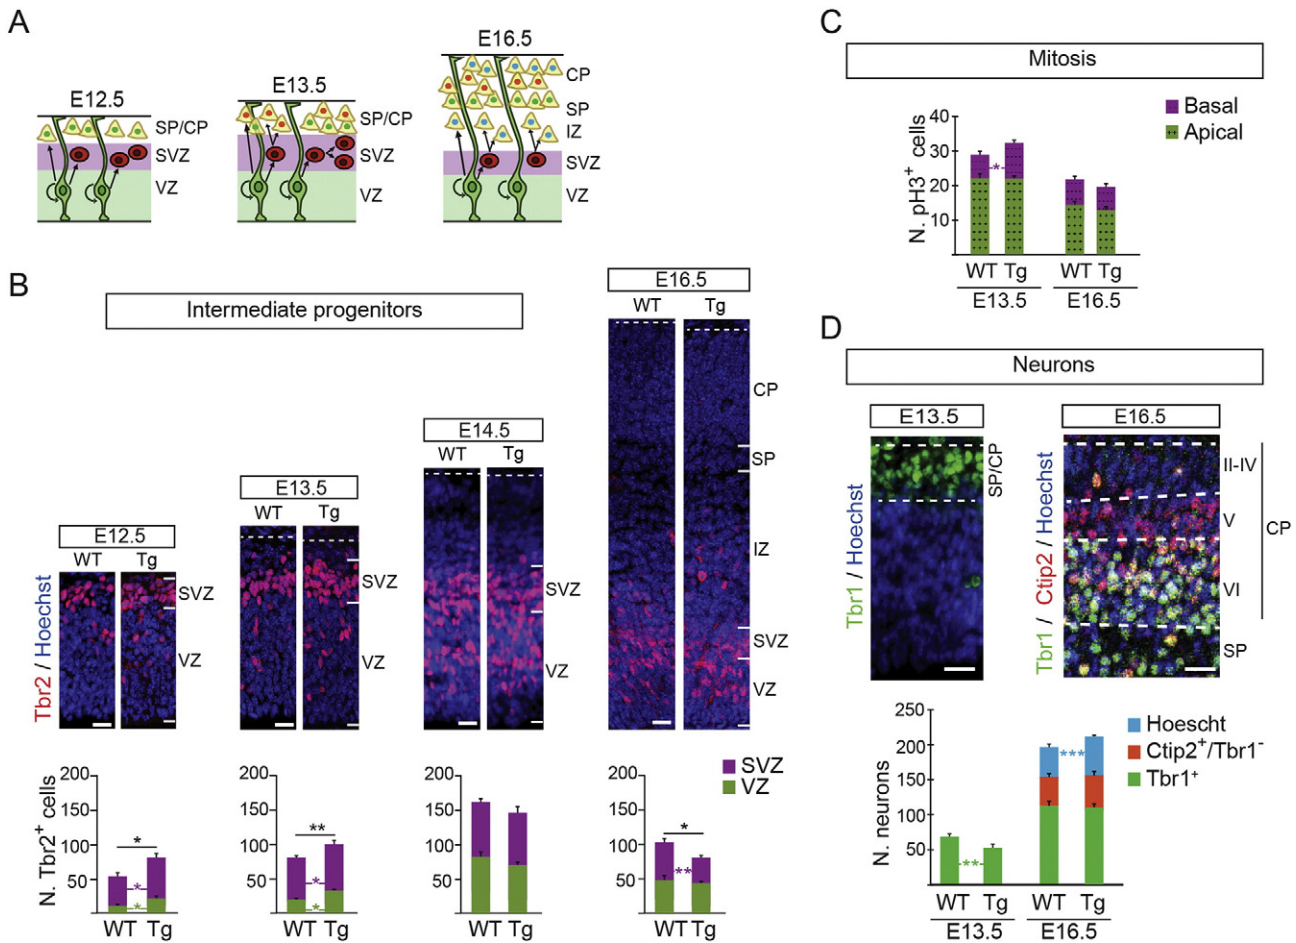 A
E12.5
SP/CP
SVZ
VZ
E13.5
SP/CP
SVZ
VZ
E16.5
CP
SP
IZ
SVZ
VZ
B
Intermediate progenitors
Tbr2 / Hoechst
E12.5
WT Tg
SVZ
VZ
E13.5
WT Tg
SVZ
VZ
E14.5
WT Tg
SVZ
VZ
E16.5
WT Tg
CP
SP
IZ
SVZ
VZ
N. Tbr2+ cells
200
150
100
50
*
*
*
WT Tg
200
150
100
50
**
*
*
WT Tg
200
150
100
50
WT Tg
200
150
100
50
*
**
WT Tg
SVZ
VZ
C
Mitosis
N. pH3+ cells
40
30
20
10
*
Basal
Apical
WT Tg WT Tg
E13.5 E16.5
D
Neurons
E13.5
Tbr1 / Hoechst
SP/CP
E16.5
Tbr1 / Ctip2 / Hoechst
II-IV
V
VI
CP
SP
N. neurons
250
200
150
100
50
**
***
Hoescht
Ctip2+/Tbr1-
Tbr1+
WT Tg WT Tg
E13.5 E16.5